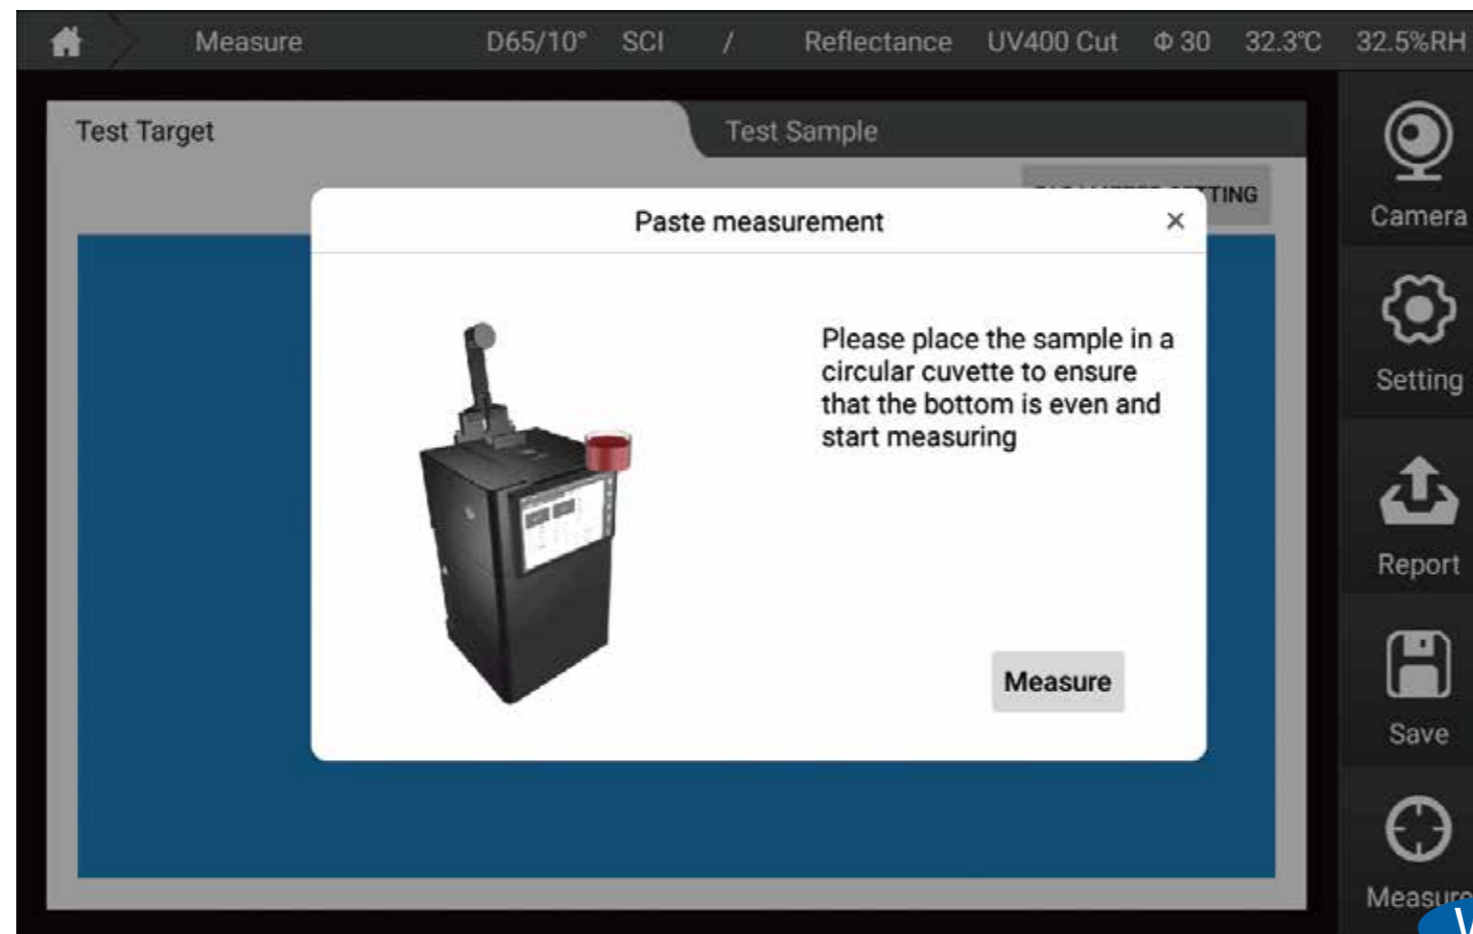 Measure D65/10° SCI / Reflectance UV400 Cut Φ 30 32.3℃ 32.5%RH
Test Target Test Sample
Paste measurement ×
Please place the sample in a
circular cuvette to ensure
that the bottom is even and
start measuring
Measure
Camera
Setting
Report
Save
Measure